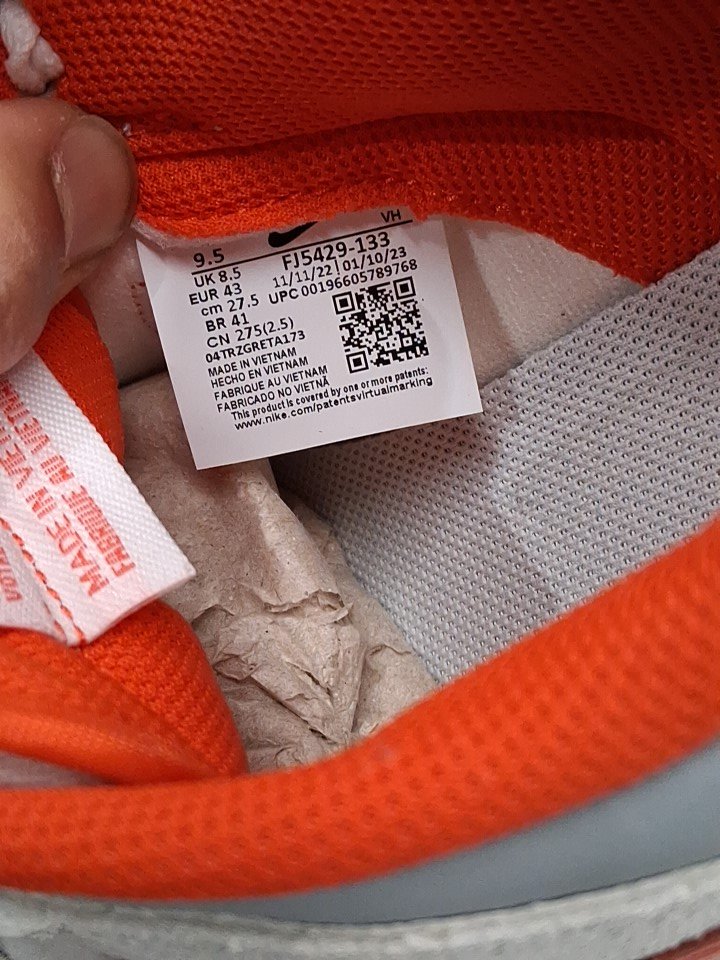 VH
9.5
FJ5429-133
UK 8.5
11/11/22 | 01/10/23
EUR 43
UPC 00196605789768
cm 27.5
BR 41
CN 275(2.5)
04TRZGRETA173
MADE IN VIETNAM
HECHO EN VIETNAM
FABRIQUE AU VIETNAM
FABRICADO NO VIETNÃ
This product is covered by one or more patents:
www.nike.com/patentsvirtualmarking
MADE IN VIET
FABRIQUE AU VIETN